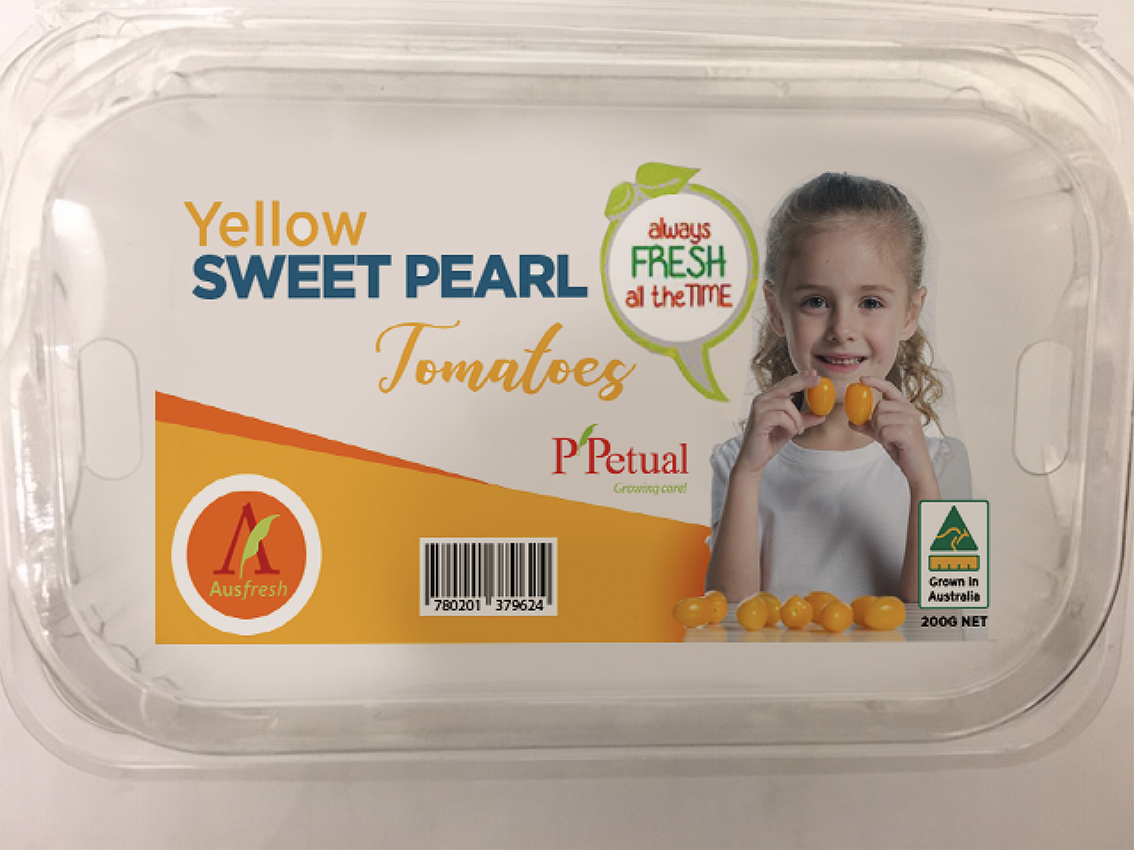 Yellow
SWEET PEARL
Tomatoes
always
FRESH
all the TIME
P'Petual
Growing care!
A
Ausfresh
780201 379624
Grown in
Australia
200G NET